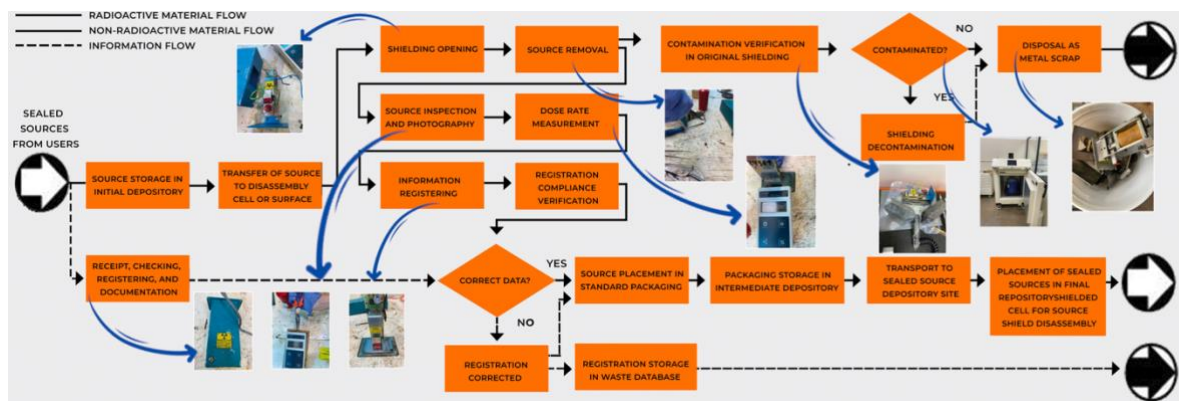 RADIOACTIVE MATERIAL FLOW
NON-RADIOACTIVE MATERIAL FLOW
INFORMATION FLOW
SEALED
SOURCES
FROM USERS
SOURCE STORAGE IN
INITIAL DEPOSITORY
TRANSFER OF SOURCE
TO DISASSEMBLY
CELL OR SURFACE
SHIELDING OPENING
SOURCE REMOVAL
CONTAMINATION VERIFICATION
IN ORIGINAL SHIELDING
CONTAMINATED?
NO
YES
DISPOSAL AS
METAL SCRAP
SHIELDING
DECONTAMINATION
SOURCE INSPECTION
AND PHOTOGRAPHY
DOSE RATE
MEASUREMENT
INFORMATION
REGISTERING
REGISTRATION
COMPLIANCE
VERIFICATION
RECEIPT, CHECKING,
REGISTERING, AND
DOCUMENTATION
CORRECT DATA?
YES
NO
SOURCE PLACEMENT IN
STANDARD PACKAGING
PACKAGING STORAGE IN
INTERMEDIATE DEPOSITORY
TRANSPORT TO
SEALED SOURCE
DEPOSITORY SITE
PLACEMENT OF SEALED
SOURCES IN FINAL
REPOSITORYSHIELDED
CELL FOR SOURCE
SHIELD DISASSEMBLY
REGISTRATION
CORRECTED
REGISTRATION STORAGE
IN WASTE DATABASE